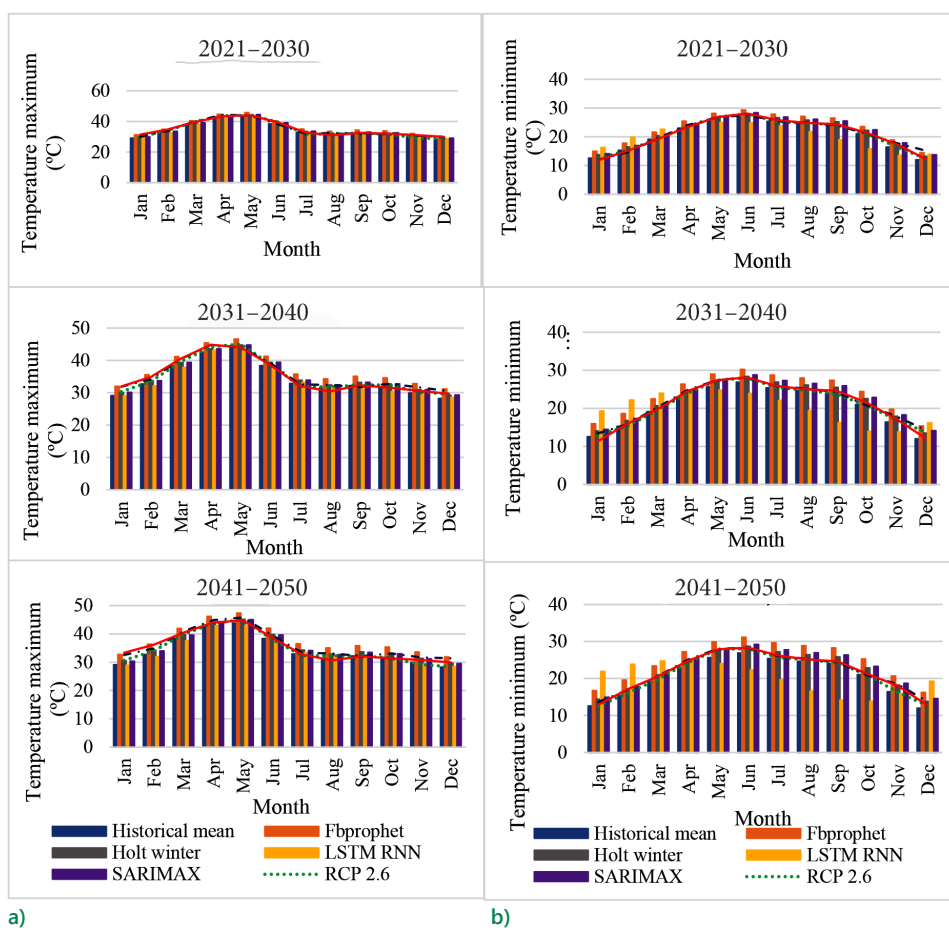 2021–2030
Temperature maximum
(ºC)
60
40
20
0
Jan Feb Mar Apr May Jun Jul Aug Sep Oct Nov Dec
Month
2031–2040
Temperature maximum
(ºC)
50
40
30
20
10
0
Jan Feb Mar Apr May Jun Jul Aug Sep Oct Nov Dec
Month
2041–2050
Temperature maximum
(ºC)
50
40
30
20
10
0
Jan Feb Mar Apr May Jun Jul Aug Sep Oct Nov Dec
Month
Historical mean Fbprophet
Holt winter LSTM RNN
SARIMAX RCP 2.6
a)
2021–2030
Temperature minimum
(ºC)
40
30
20
10
0
Jan Feb Mar Apr May Jun Jul Aug Sep Oct Nov Dec
Month
2031–2040
Temperature minimum
(ºC)
40
30
20
10
0
Jan Feb Mar Apr May Jun Jul Aug Sep Oct Nov Dec
Month
2041–2050
Temperature minimum (ºC)
40
30
20
10
0
Jan Feb Mar Apr May Jun Jul Aug Sep Oct Nov Dec
Month
Historical mean Fbprophet
Holt winter LSTM RNN
SARIMAX RCP 2.6
b)